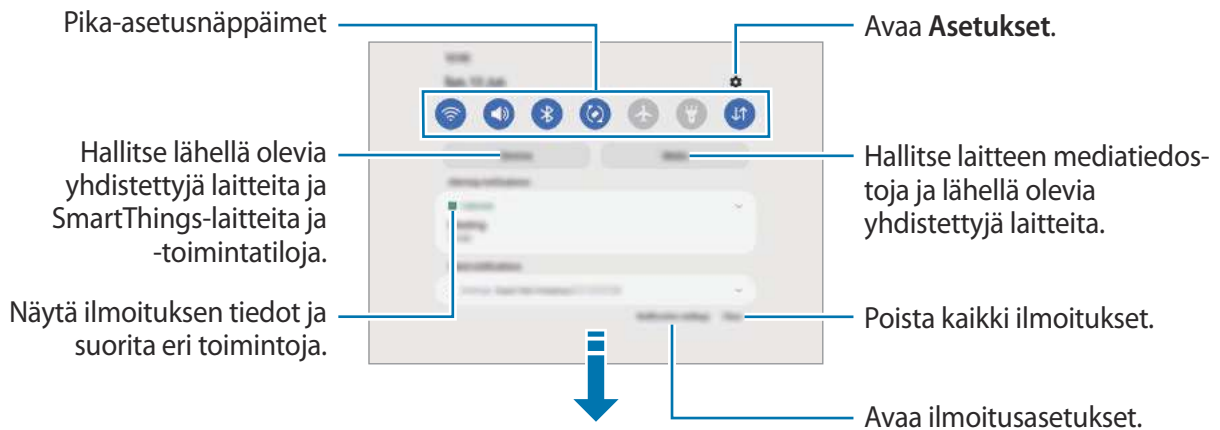 Pika-asetusnäppäimet
Avaa Asetukset.
Hallitse lähellä olevia
yhdistettyjä laitteita ja
SmartThings-laitteita ja
-toimintatiloja.
Hallitse laitteen mediatiedos-
toja ja lähellä olevia
yhdistettyjä laitteita.
Näytä ilmoituksen tiedot ja
suorita eri toimintoja.
Poista kaikki ilmoitukset.
Avaa ilmoitusasetukset.